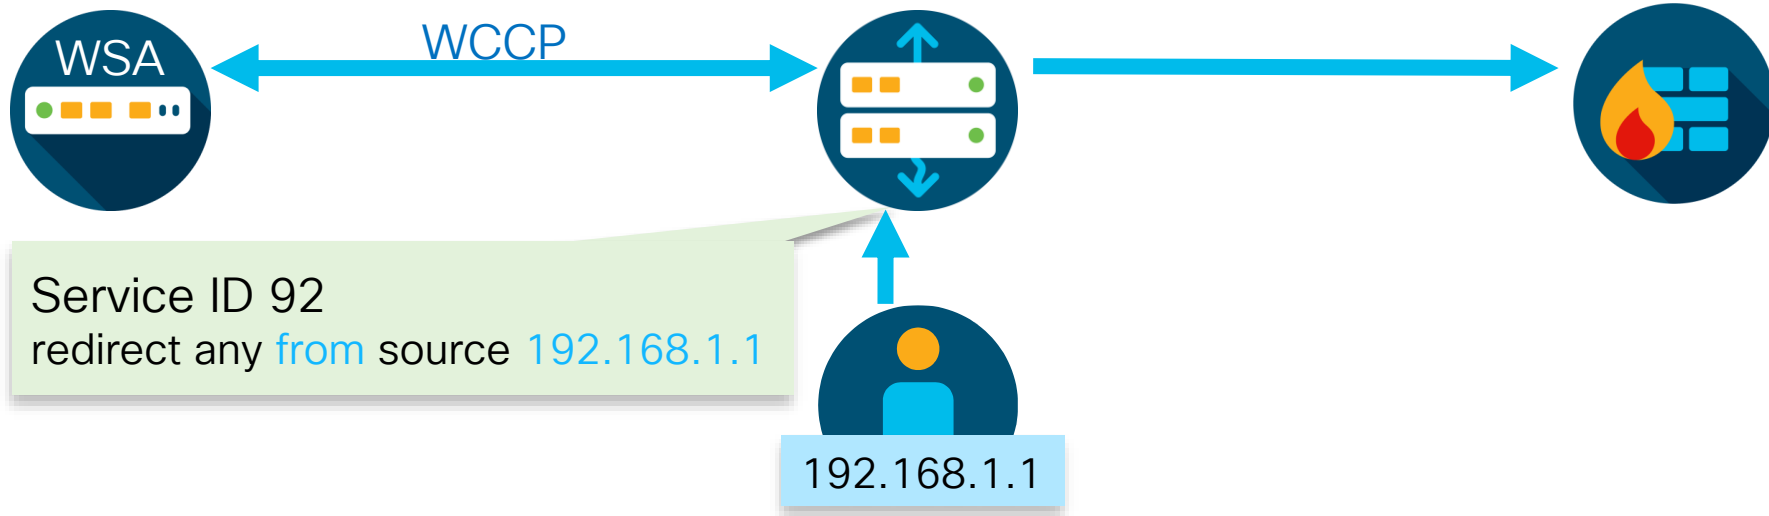 WSA
WCCP
Service ID 92
redirect any from source 192.168.1.1
192.168.1.1